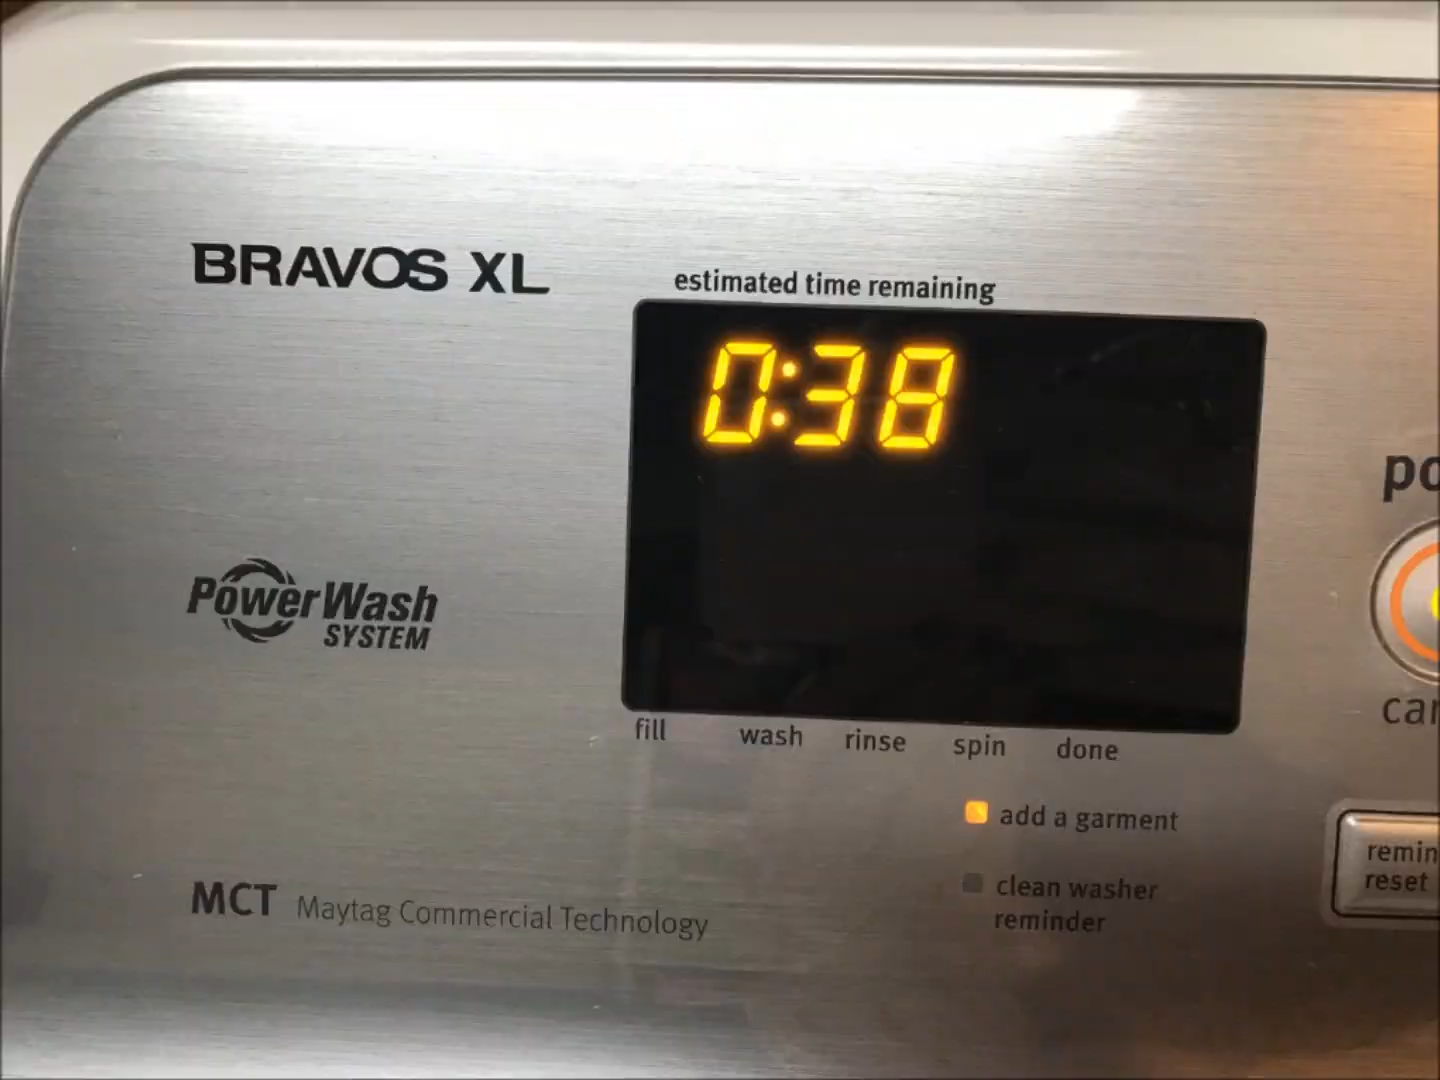 BRAVOS XL
estimated time remaining
0:38
PowerWash
SYSTEM
fill wash rinse spin done
add a garment
clean washer
reminder
reset
MCT Maytag Commercial Technology